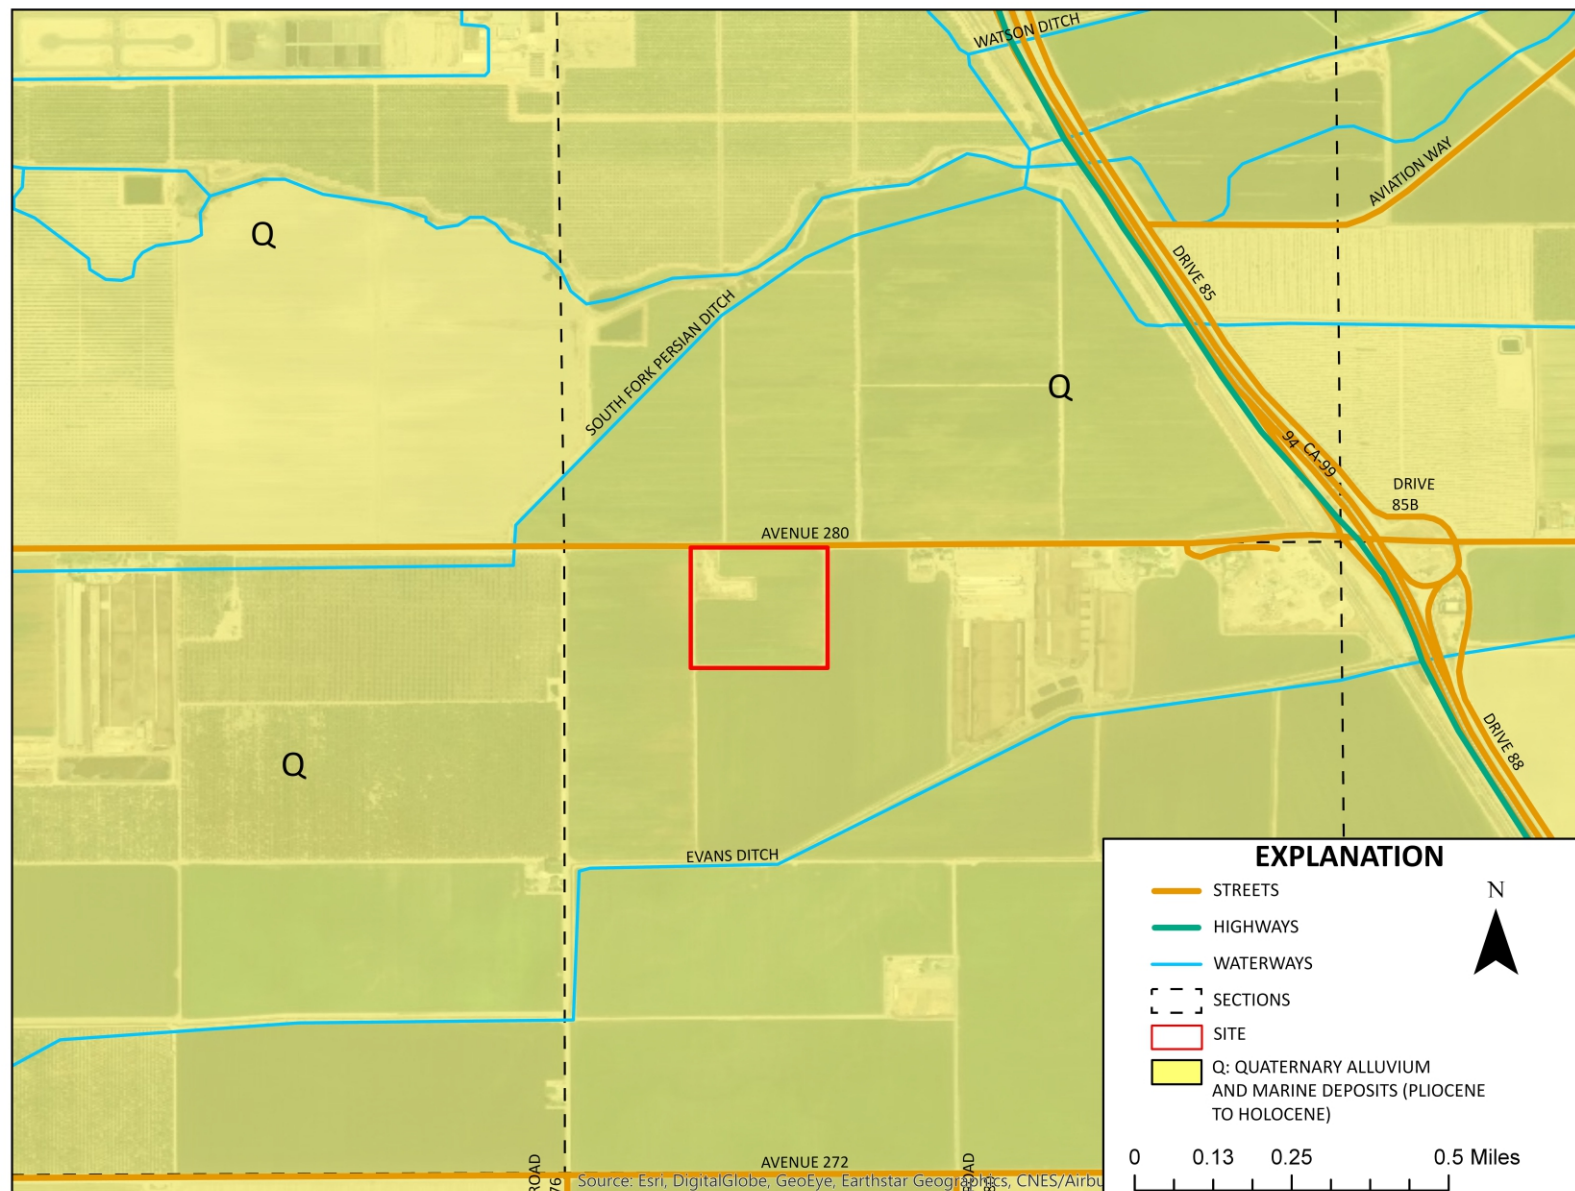 WATSON DITCH
AVIATION WAY
Q
DRIVE 85
SOUTH FORK PERSIAN DITCH
Q
94
CA-99
DRIVE
85B
AVENUE 280
Q
DRIVE 88
EVANS DITCH
EXPLANATION
STREETS
N
HIGHWAYS
WATERWAYS
SECTIONS
SITE
Q: QUATERNARY ALLUVIUM
AND MARINE DEPOSITS (PLIOCENE
TO HOLOCENE)
0 0.13 0.25 0.5 Miles
AVENUE 272
ROAD
76
ROAD
Source: Esri, DigitalGlobe, GeoEye, Earthstar Geographics, CNES/Airbu